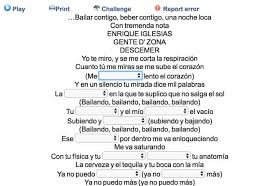 Play Print Challenge Report error
...Bailar contigo, beber contigo, una noche loca
Con tremenda nota
ENRIQUE IGLESIAS
GENTE D' ZONA
DESCEMER
Yo te miro, y se me corta la respiración
Cuanto tú me miras se me sube el corazón
(Me lento el corazón)
Y en un silencio tu mirada dice mil palabras
La en la que te suplico que no salga el sol
(Bailando, bailando, bailando, bailando)
Tu y el mío el vacío
Subiendo y bajando (subiendo y )
(Bailando, bailando, bailando, bailando)
Ese por dentro me va enloqueciendo
Me va saturando
Con tu física y tu tu anatomía
La cerveza y el tequila y tu boca con la mía
Ya no puedo (ya no ) (ya no )
Ya no puedo más (ya no puedo más)